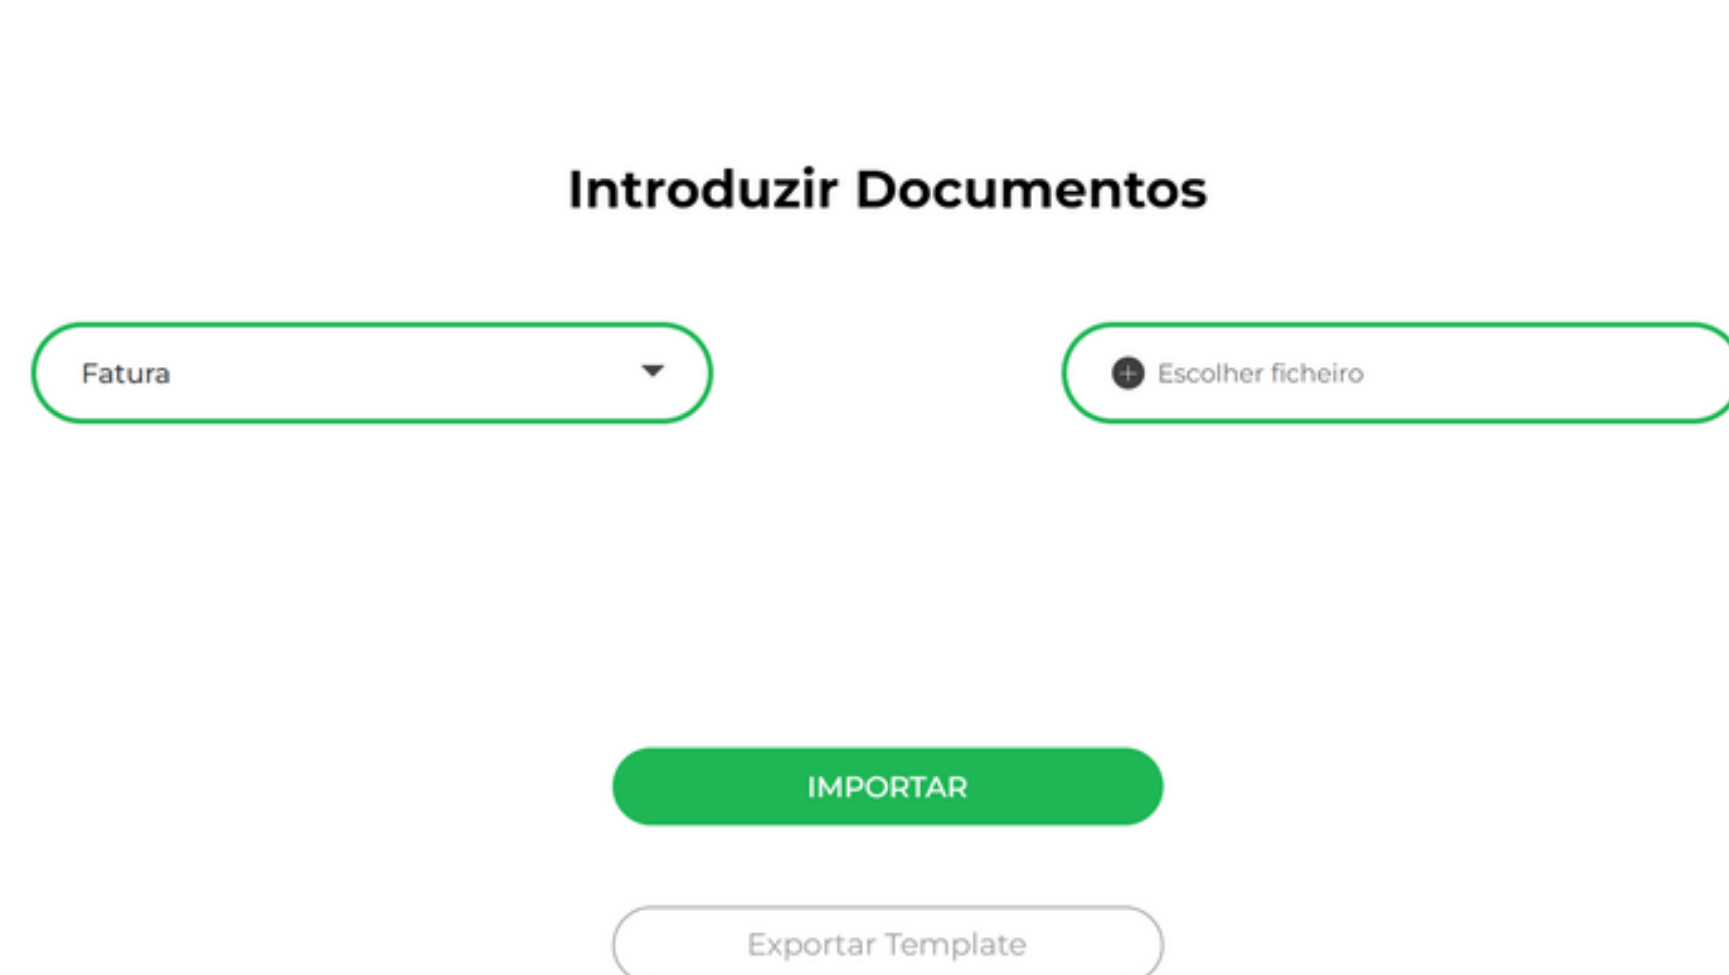 Introduzir Documentos
Fatura
Escolher ficheiro
IMPORTAR
Exportar Template